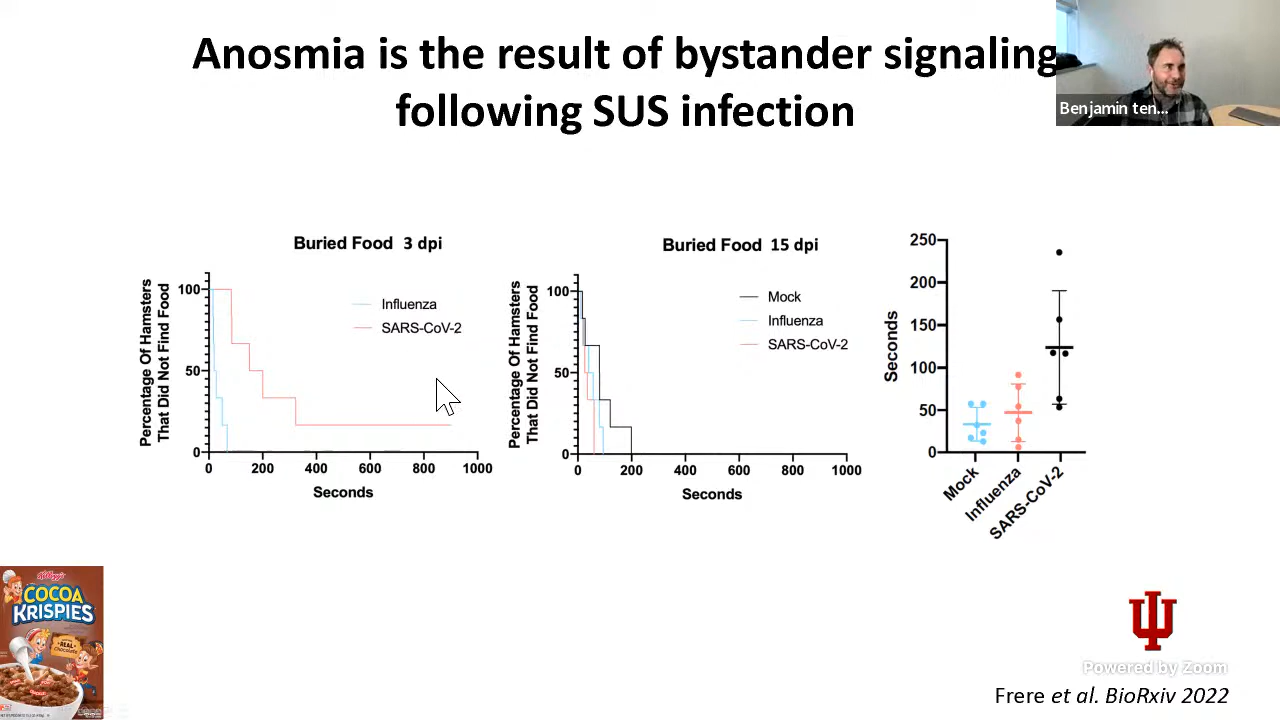 Anosmia is the result of bystander signaling
following SUS infection
Benjamin ten...
Buried Food 3 dpi
Percentage Of Hamsters
That Did Not Find Food
100
50
0
Influenza
SARS-CoV-2
0 200 400 600 800 1000
Seconds
Buried Food 15 dpi
Percentage Of Hamsters
That Did Not Find Food
100
50
0
Mock
Influenza
SARS-CoV-2
0 200 400 600 800 1000
Seconds
Seconds
250
200
150
100
50
0
Mock
Influenza
SARS-CoV-2
Kellogg's
COCOA
KRISPIES
REAL
Chocolate
Powered by Zoom
Frere et al. BioRxiv 2022